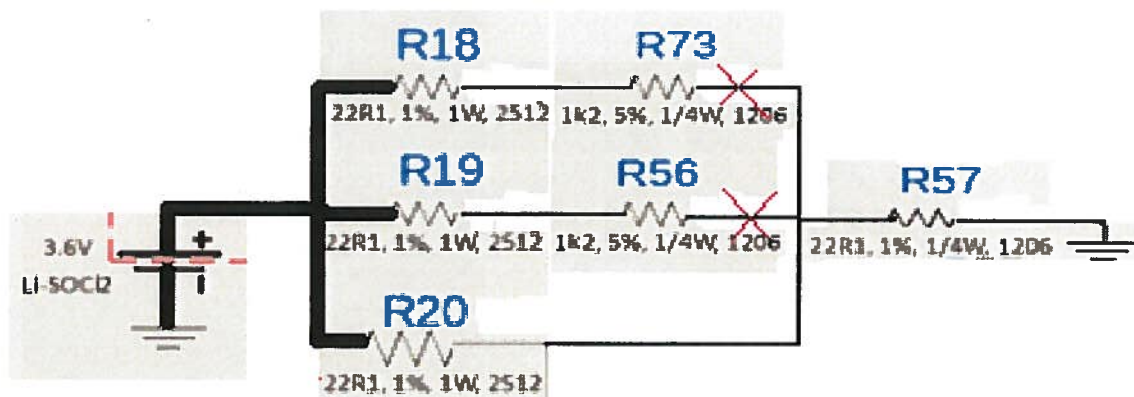 R18 R73
22R1, 1%, 1W, 2512 1k2, 5%, 1/4W, 1206
R19 R56 R57
22R1, 1%, 1W, 2512 1k2, 5%, 1/4W, 1206 22R1, 1%, 1/4W, 1206
3.6V +
Li-SOCl2
R20
22R1, 1%, 1W, 2512